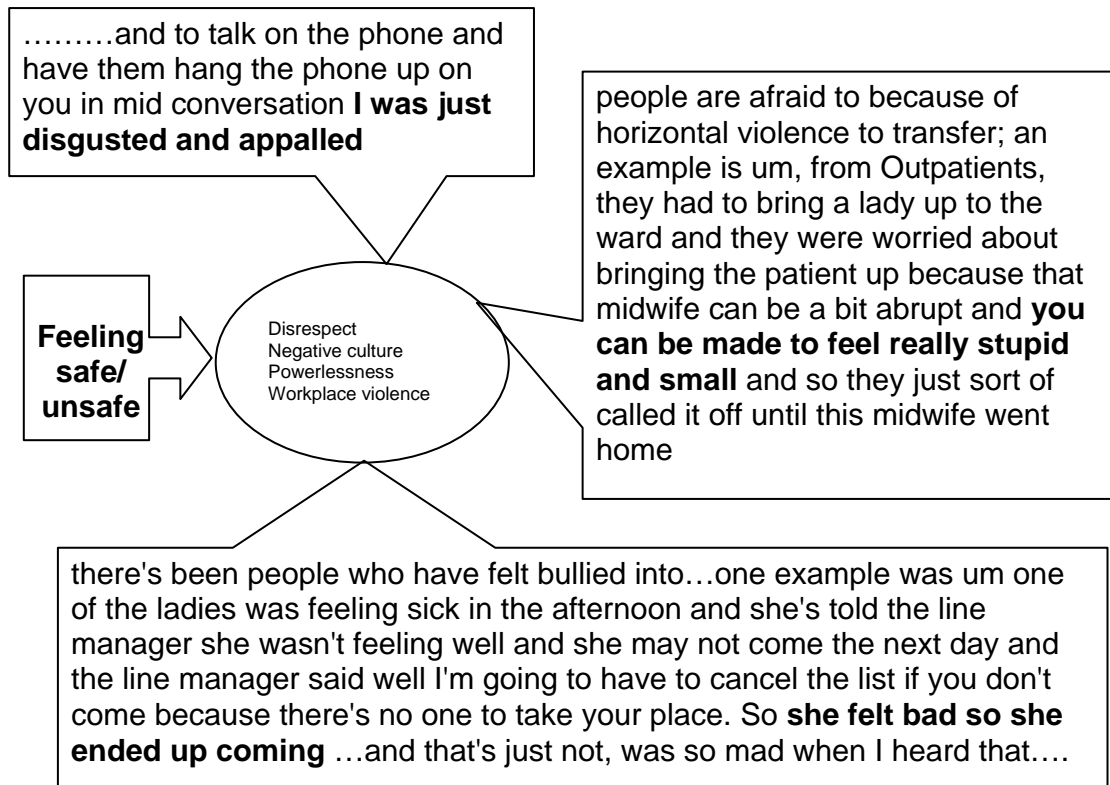 ………and to talk on the phone and
have them hang the phone up on
you in mid conversation I was just
disgusted and appalled
people are afraid to because of
horizontal violence to transfer; an
example is um, from Outpatients,
they had to bring a lady up to the
ward and they were worried about
bringing the patient up because that
midwife can be a bit abrupt and you
can be made to feel really stupid
and small and so they just sort of
called it off until this midwife went
home
Feeling
safe/
unsafe
Disrespect
Negative culture
Powerlessness
Workplace violence
there's been people who have felt bullied into…one example was um one
of the ladies was feeling sick in the afternoon and she's told the line
manager she wasn't feeling well and she may not come the next day and
the line manager said well I'm going to have to cancel the list if you don't
come because there's no one to take your place. So she felt bad so she
ended up coming …and that's just not, was so mad when I heard that….